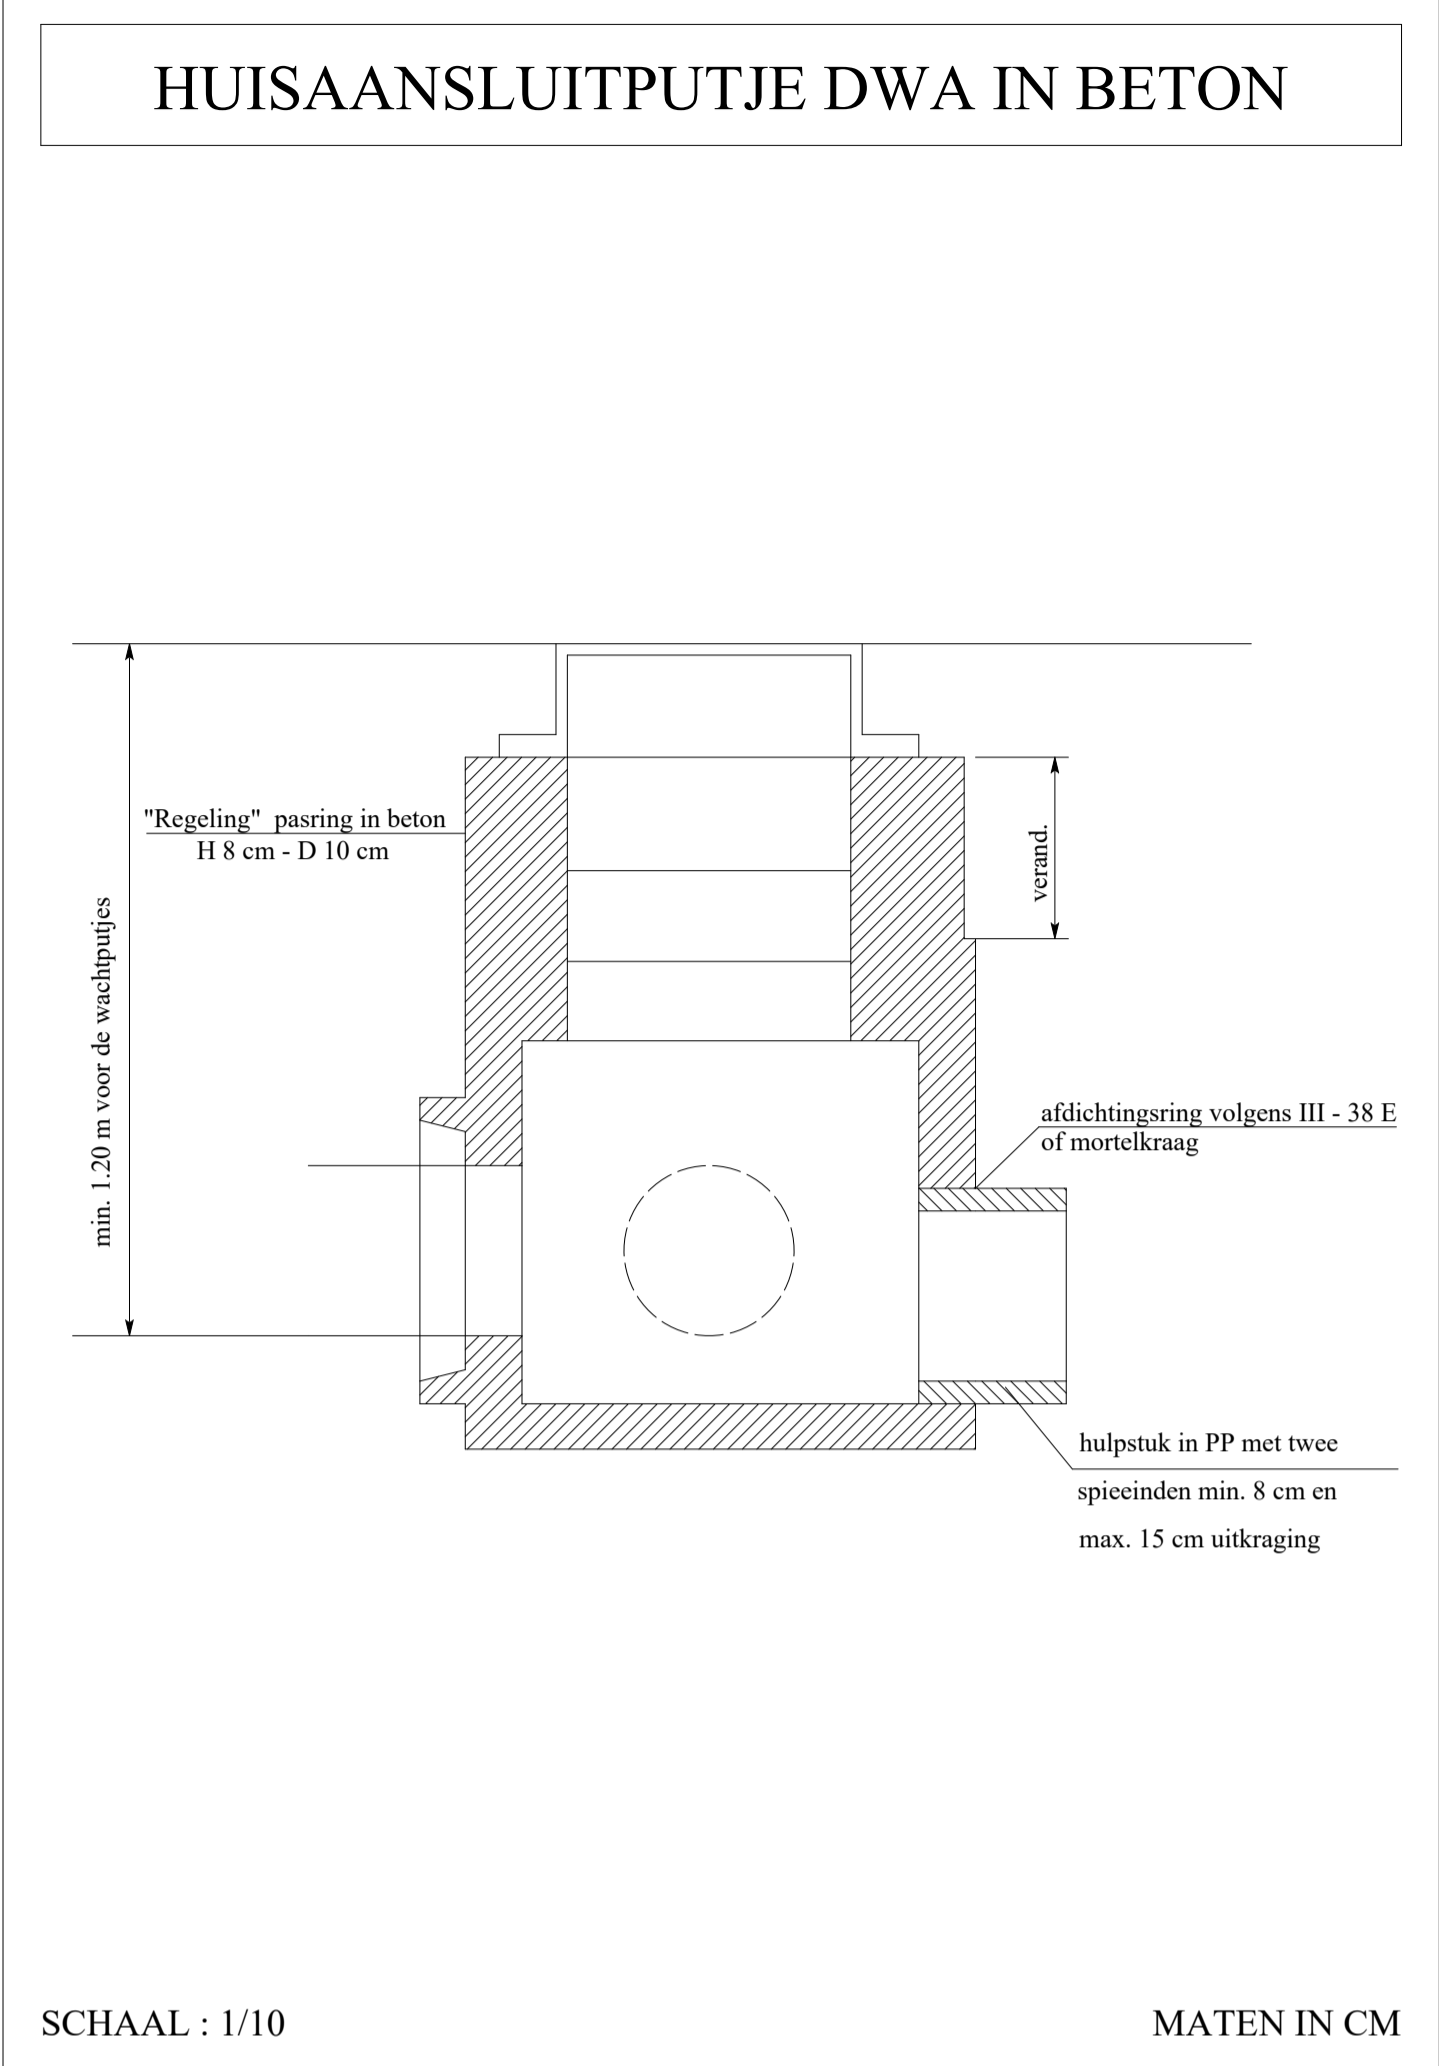 HUISAANSLUITPUTJE DWA IN BETON
"Regeling" pasring in beton
H 8 cm - D 10 cm
verand.
min. 1.20 m voor de wachtputjes
afdichtingsring volgens III - 38 E
of mortelkraag
hulpstuk in PP met twee
spieeinden min. 8 cm en
max. 15 cm uitkraging
SCHAAL : 1/10
MATEN IN CM